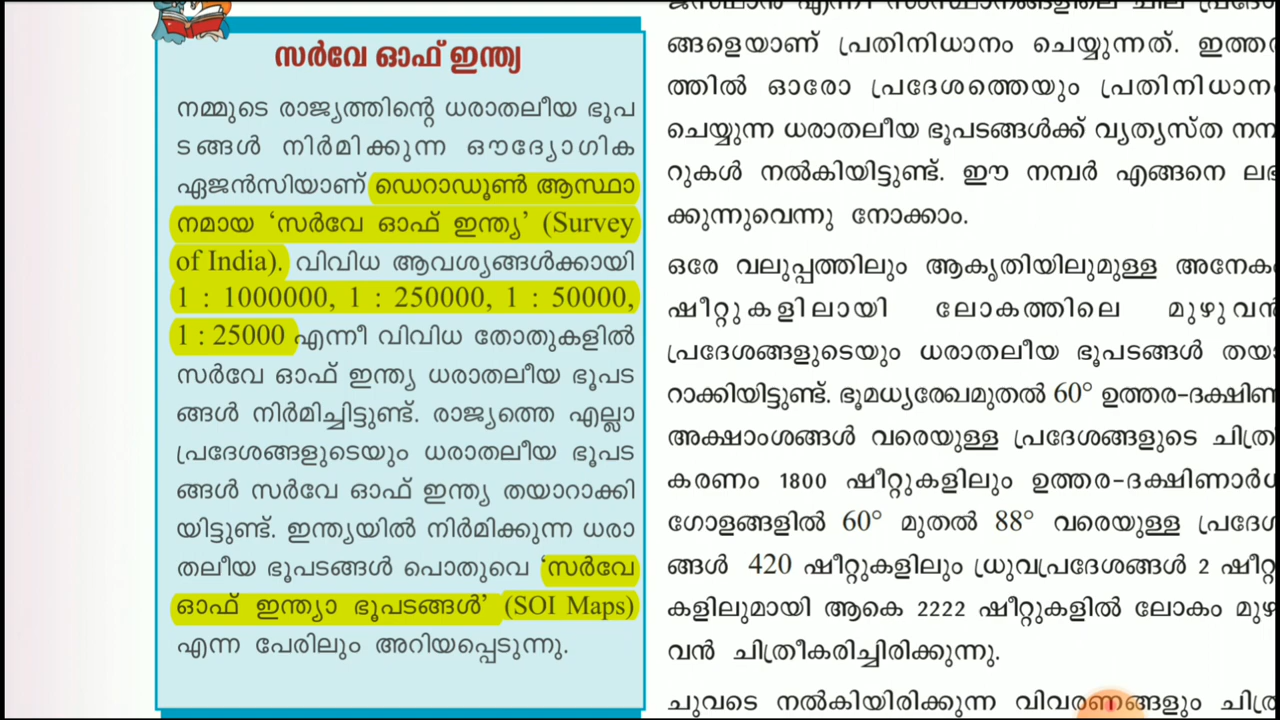 സർവേ ഓഫ് ഇന്ത്യ
നമ്മുടെ രാജ്യത്തിന്റെ ധരാതലീയ ഭൂപ
ടങ്ങൾ നിർമിക്കുന്ന ഔദ്യോഗിക
ഏജൻസിയാണ് ഡെറാഡൂൺ ആസ്ഥാ
നമായ ‘സർവേ ഓഫ് ഇന്ത്യ’ (Survey
of India). വിവിധ ആവശ്യങ്ങൾക്കായി
1 : 1000000, 1 : 250000, 1 : 50000,
1 : 25000 എന്നീ വിവിധ തോതുകളിൽ
സർവേ ഓഫ് ഇന്ത്യ ധരാതലീയ ഭൂപട
ങ്ങൾ നിർമിച്ചിട്ടുണ്ട്. രാജ്യത്തെ എല്ലാ
പ്രദേശങ്ങളുടെയും ധരാതലീയ ഭൂപട
ങ്ങൾ സർവേ ഓഫ് ഇന്ത്യ തയാറാക്കി
യിട്ടുണ്ട്. ഇന്ത്യയിൽ നിർമിക്കുന്ന ധരാ
തലീയ ഭൂപടങ്ങൾ പൊതുവെ ‘സർവേ
ഓഫ് ഇന്ത്യാ ഭൂപടങ്ങൾ’ (SOI Maps)
എന്ന പേരിലും അറിയപ്പെടുന്നു.
എന്നീ സംസ്ഥാനങ്ങളിലെ ചില
ങ്ങളെയാണ് പ്രതിനിധാനം ചെയ്യുന്നത്. ഇത്തര
ത്തിൽ ഓരോ പ്രദേശത്തെയും പ്രതിനിധാനം
ചെയ്യുന്ന ധരാതലീയ ഭൂപടങ്ങൾക്ക് വ്യത്യസ്ത നമ്പ
റുകൾ നൽകിയിട്ടുണ്ട്. ഈ നമ്പർ എങ്ങനെ ലഭി
ക്കുന്നുവെന്നു നോക്കാം.
ഒരേ വലുപ്പത്തിലും ആകൃതിയിലുമുള്ള അനേകം
ഷീറ്റുകളിലായി ലോകത്തിലെ മുഴുവൻ
പ്രദേശങ്ങളുടെയും ധരാതലീയ ഭൂപടങ്ങൾ തയാ
റാക്കിയിട്ടുണ്ട്. ഭൂമധ്യരേഖമുതൽ 60° ഉത്തര-ദക്ഷിണ
അക്ഷാംശങ്ങൾ വരെയുള്ള പ്രദേശങ്ങളുടെ ചിത്രീ
കരണം 1800 ഷീറ്റുകളിലും ഉത്തര-ദക്ഷിണാർധ
ഗോളങ്ങളിൽ 60° മുതൽ 88° വരെയുള്ള പ്രദേശ
ങ്ങൾ 420 ഷീറ്റുകളിലും ധ്രുവപ്രദേശങ്ങൾ 2 ഷീറ്റു
കളിലുമായി ആകെ 2222 ഷീറ്റുകളിൽ ലോകം മുഴു
വൻ ചിത്രീകരിച്ചിരിക്കുന്നു.
ചുവടെ നൽകിയിരിക്കുന്ന വിവരണങ്ങളും